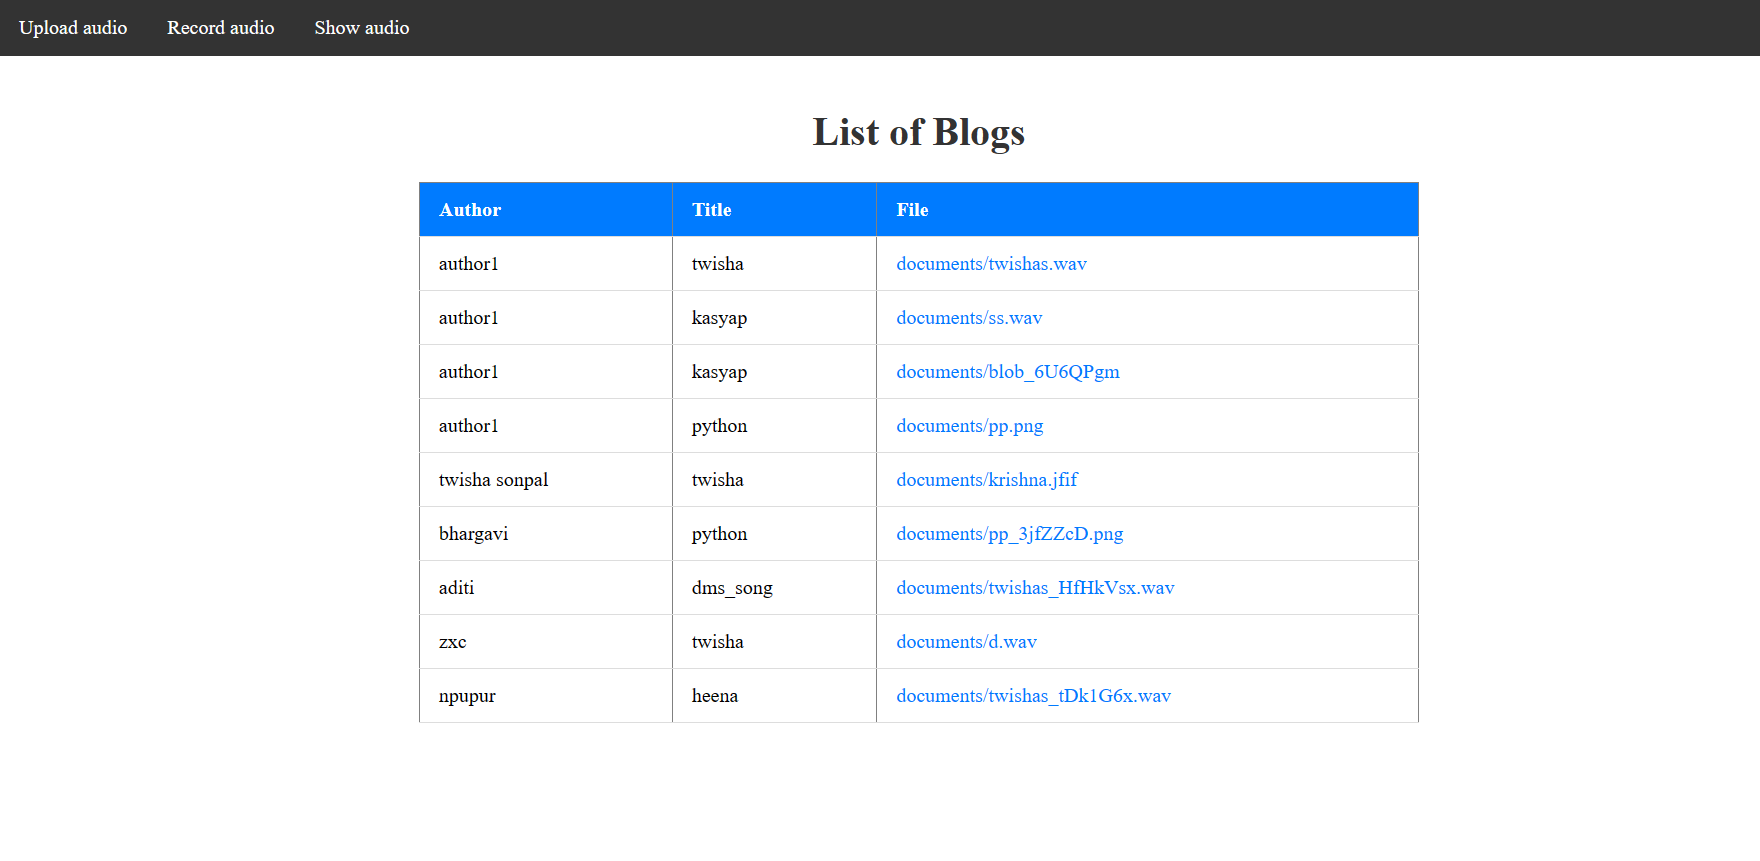 Upload audio Record audio Show audio
List of Blogs
Author Title File
author1 twisha documents/twishas.wav
author1 kasyap documents/ss.wav
author1 kasyap documents/blob_6U6QPgm
author1 python documents/pp.png
twisha sonpal twisha documents/krishna.jfif
bhargavi python documents/pp_3jfZZcD.png
aditi dms_song documents/twishas_HfHkVsx.wav
zxc twisha documents/d.wav
npupur heena documents/twishas_tDk1G6x.wav